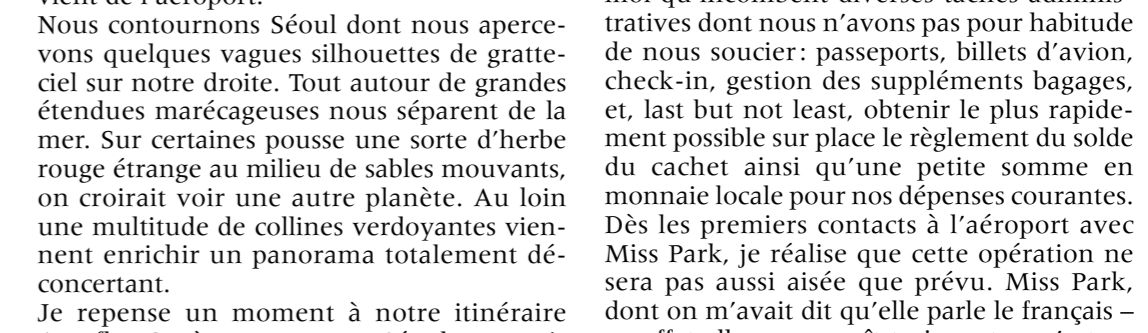 vient de l'aéroport.
Nous contournons Séoul dont nous aperce-
vons quelques vagues silhouettes de gratte-
ciel sur notre droite. Tout autour de grandes
étendues marécageuses nous séparent de la
mer. Sur certaines pousse une sorte d'herbe
rouge étrange au milieu de sables mouvants,
on croirait voir une autre planète. Au loin
une multitude de collines verdoyantes vien-
nent enrichir un panorama totalement dé-
concertant.
Je repense un moment à notre itinéraire
moi qu'incombent diverses tâches adminis-
tratives dont nous n'avons pas pour habitude
de nous soucier : passeports, billets d'avion,
check-in, gestion des suppléments bagages,
et, last but not least, obtenir le plus rapide-
ment possible sur place le règlement du solde
du cachet ainsi qu'une petite somme en
monnaie locale pour nos dépenses courantes.
Dès les premiers contacts à l'aéroport avec
Miss Park, je réalise que cette opération ne
sera pas aussi aisée que prévu. Miss Park,
dont on m'avait dit qu'elle parle le français –